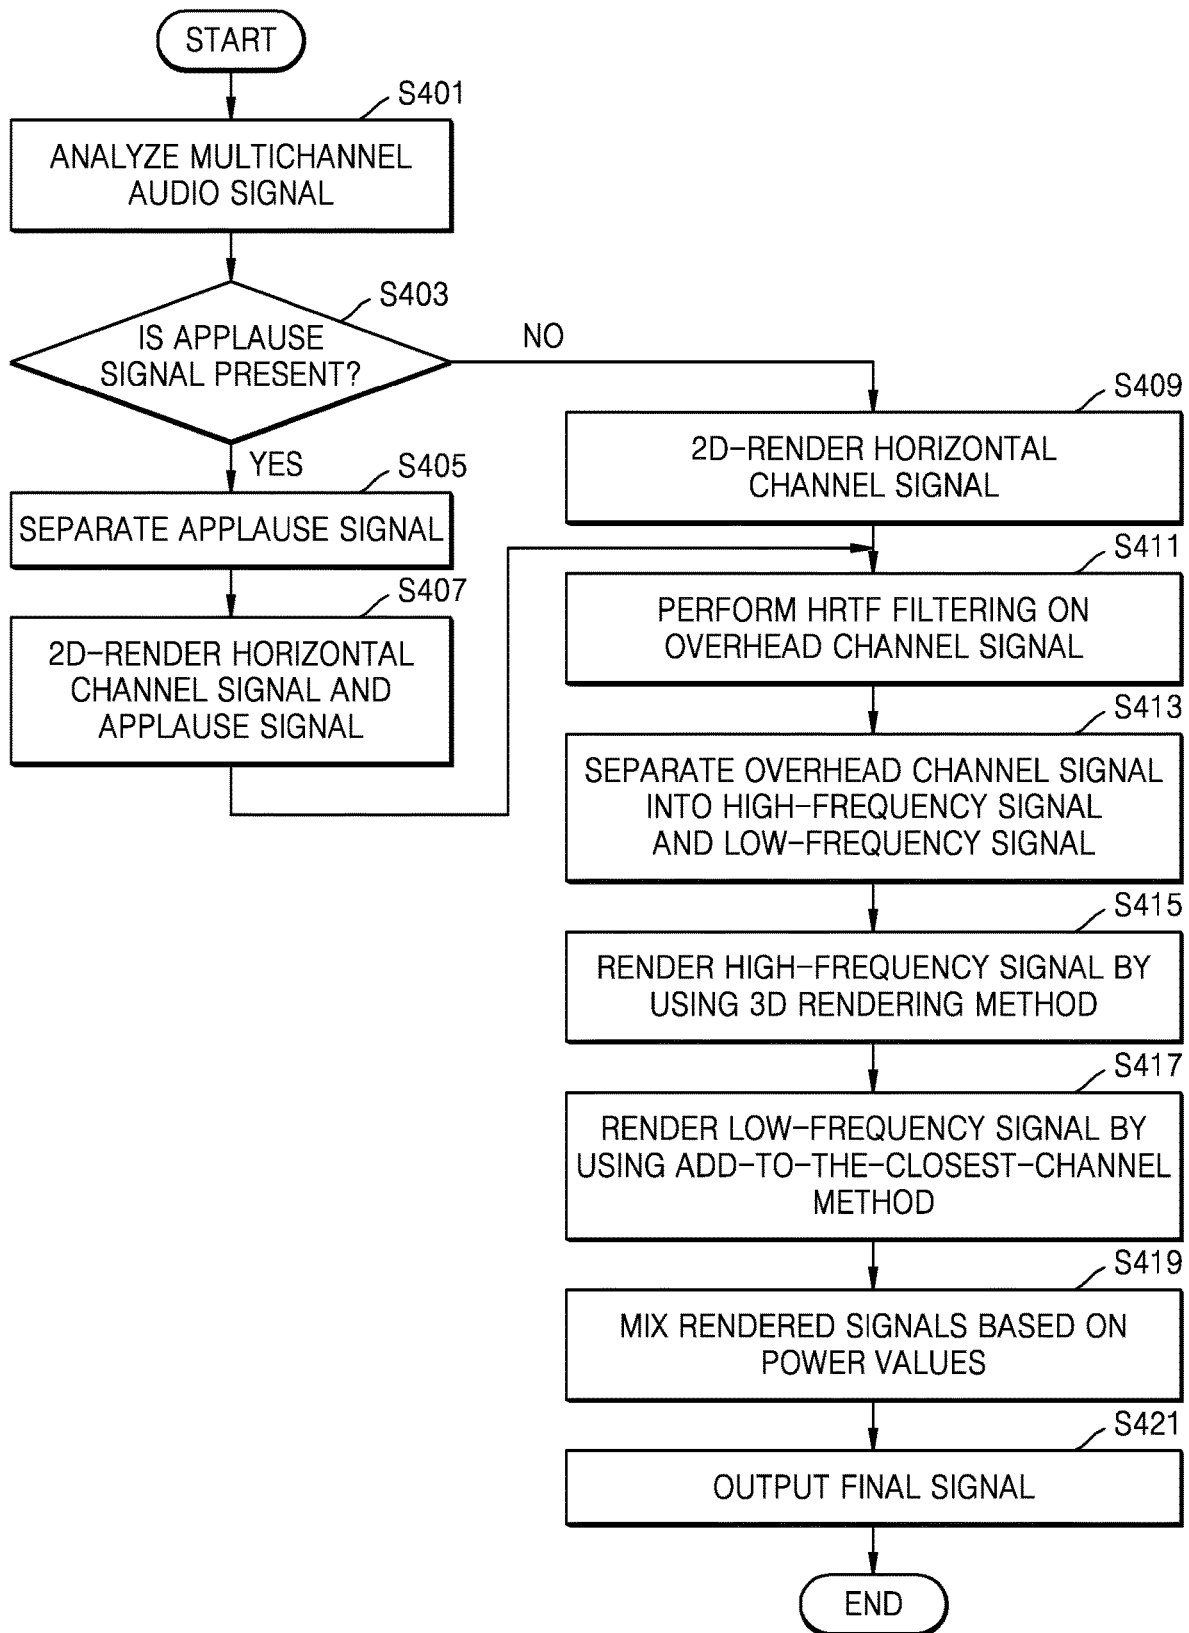 START
S401
ANALYZE MULTICHANNEL
AUDIO SIGNAL
S403
IS APPLAUSE
SIGNAL PRESENT?
NO
YES
S405
SEPARATE APPLAUSE SIGNAL
S407
2D-RENDER HORIZONTAL
CHANNEL SIGNAL AND
APPLAUSE SIGNAL
S409
2D-RENDER HORIZONTAL
CHANNEL SIGNAL
S411
PERFORM HRTF FILTERING ON
OVERHEAD CHANNEL SIGNAL
S413
SEPARATE OVERHEAD CHANNEL SIGNAL
INTO HIGH-FREQUENCY SIGNAL
AND LOW-FREQUENCY SIGNAL
S415
RENDER HIGH-FREQUENCY SIGNAL BY
USING 3D RENDERING METHOD
S417
RENDER LOW-FREQUENCY SIGNAL BY
USING ADD-TO-THE-CLOSEST-CHANNEL
METHOD
S419
MIX RENDERED SIGNALS BASED ON
POWER VALUES
S421
OUTPUT FINAL SIGNAL
END